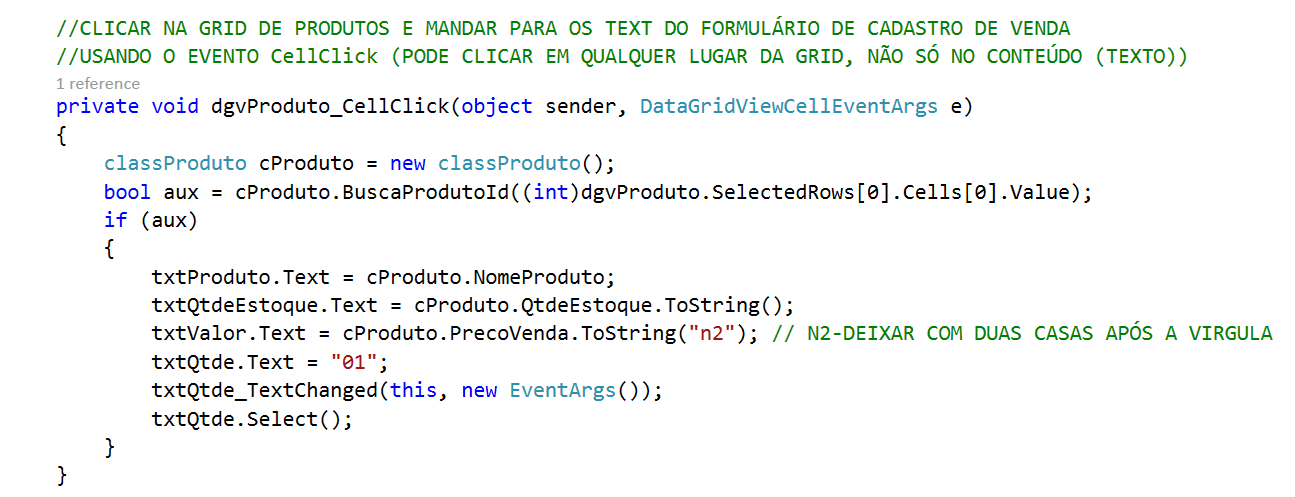 //CLICAR NA GRID DE PRODUTOS E MANDAR PARA OS TEXT DO FORMULÁRIO DE CADASTRO DE VENDA
//USANDO O EVENTO CellClick (PODE CLICAR EM QUALQUER LUGAR DA GRID, NÃO SÓ NO CONTEÚDO (TEXTO))
1 reference
private void dgvProduto_CellClick(object sender, DataGridViewCellEventArgs e)
{
    classProduto cProduto = new classProduto();
    bool aux = cProduto.BuscaProdutoId((int)dgvProduto.SelectedRows[0].Cells[0].Value);
    if (aux)
    {
        txtProduto.Text = cProduto.NomeProduto;
        txtQtdeEstoque.Text = cProduto.QtdeEstoque.ToString();
        txtValor.Text = cProduto.PrecoVenda.ToString("n2"); // N2-DEIXAR COM DUAS CASAS APÓS A VIRGULA
        txtQtde.Text = "01";
        txtQtde_TextChanged(this, new EventArgs());
        txtQtde.Select();
    }
}